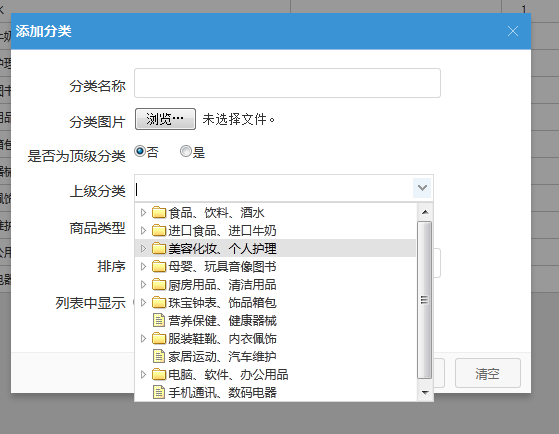 1
添加分类
分类名称
分类图片 浏览… 未选择文件。
是否为顶级分类 否 是
上级分类
食品、饮料、酒水
进口食品、进口牛奶
商品类型
美容化妆、个人护理
排序
母婴、玩具音像图书
厨房用品、清洁用品
列表中显示
珠宝钟表、饰品箱包
营养保健、健康器械
服装鞋靴、内衣佩饰
家居运动、汽车维护
电脑、软件、办公用品
手机通讯、数码电器
清空